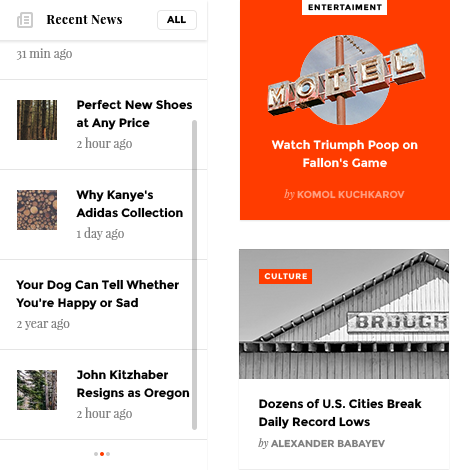 Recent News
ALL
31 min ago
Perfect New Shoes
at Any Price
2 hour ago
Why Kanye's
Adidas Collection
1 day ago
Your Dog Can Tell Whether
You're Happy or Sad
2 year ago
John Kitzhaber
Resigns as Oregon
2 hour ago
ENTERTAIMENT
MOTEL
Watch Triumph Poop on
Fallon's Game
by KOMOL KUCHKAROV
CULTURE
BROUGH
Dozens of U.S. Cities Break
Daily Record Lows
by ALEXANDER BABAYEV